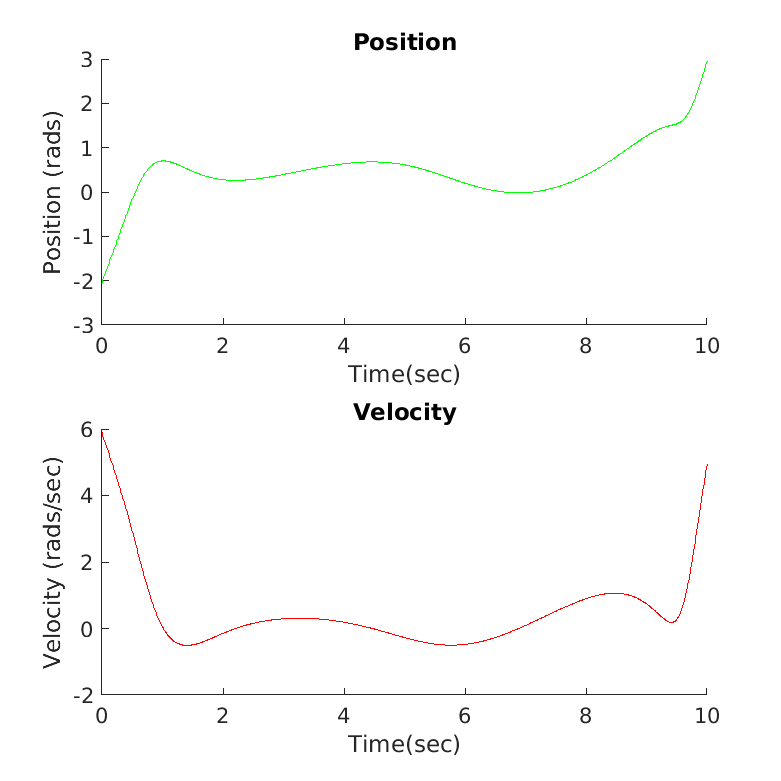 Position
3
2
1
0
-1
-2
-3
Position (rads)
0 2 4 6 8 10
Time(sec)
Velocity
6
4
2
0
-2
Velocity (rads/sec)
0 2 4 6 8 10
Time(sec)